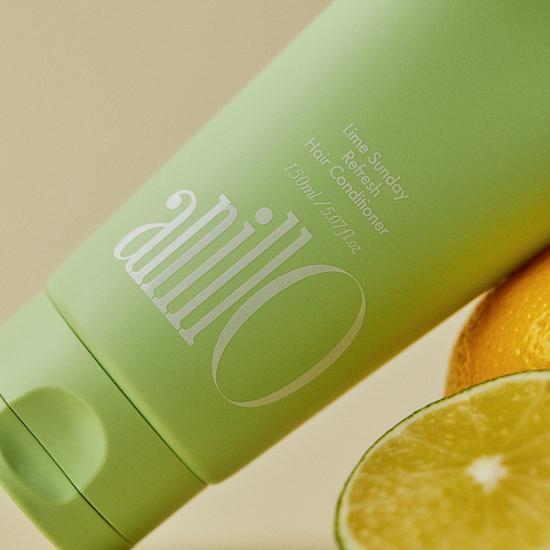 Lime Sunday
Refresh
Hair Conditioner
150ml / 5.07fl.oz
anillO